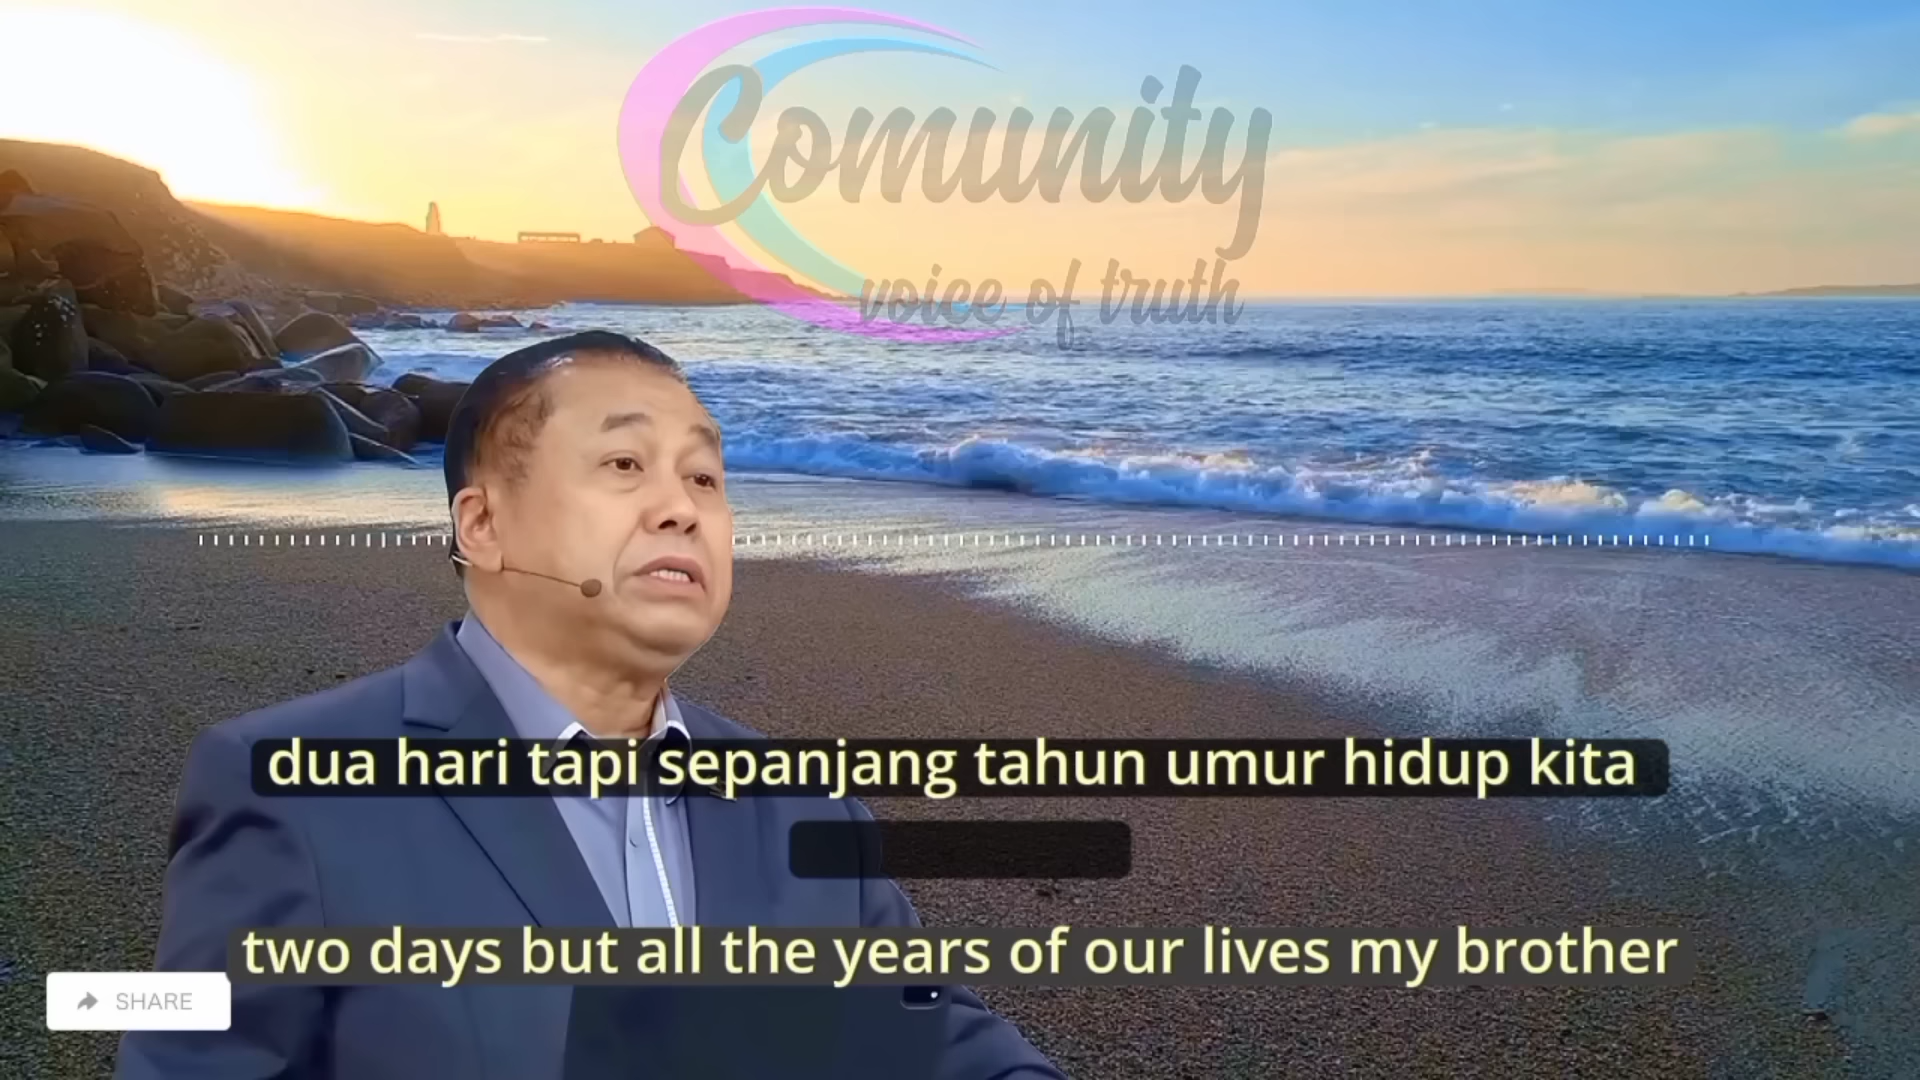 Comunity
voice of truth
dua hari tapi sepanjang tahun umur hidup kita
two days but all the years of our lives my brother
SHARE